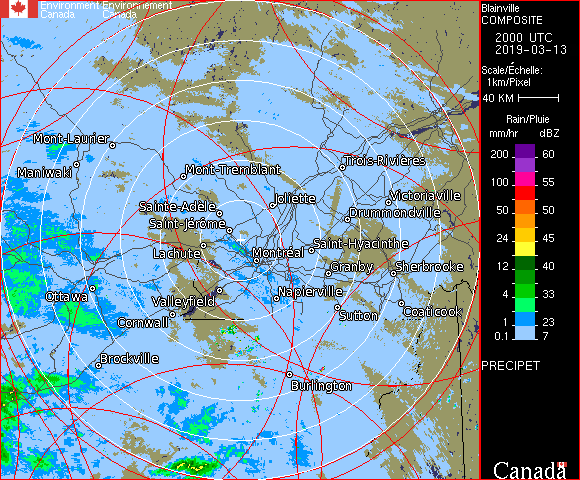 Environment Environnement
Canada Canada
Blainville
COMPOSITE
2000 UTC
2019-03-13
Scale/Échelle:
1km/Pixel
40 KM
Rain/Pluie
mm/hr dBZ
200 60
150 57
100 55
50 50
24 45
12 40
4 33
1 23
0.1 7
PRECIPET
Canada
Mont-Laurier
Maniwaki
Mont-Tremblant
Trois-Rivières
Joliette
Victoriaville
Sainte-Adèle
Drummondville
Saint-Jérôme
Lachute
Montréal
Saint-Hyacinthe
Granby
Sherbrooke
Ottawa
Valleyfield
Napierville
Cornwall
Sutton
Coaticook
Brockville
Burlington